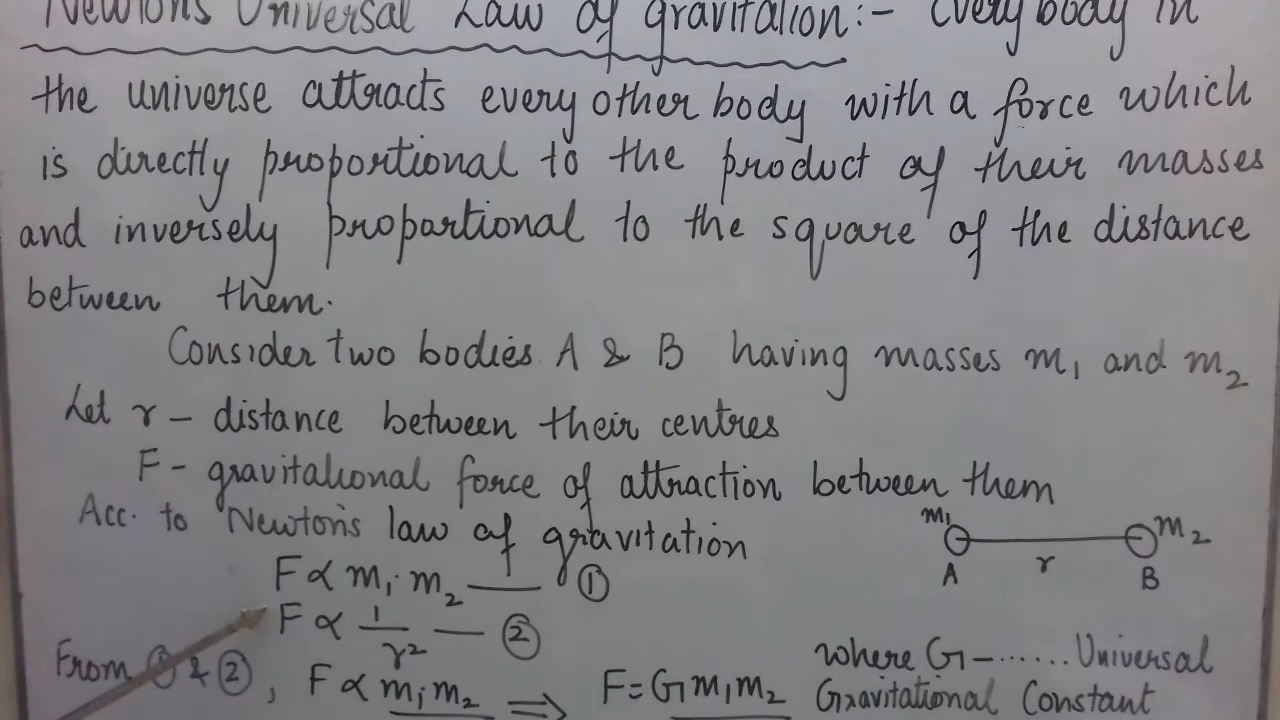 Newton's Universal Law of gravitation:- Every body in
the universe attracts every other body with a force which
is directly proportional to the product of their masses
and inversely proportional to the square of the distance
between them.
Consider two bodies A & B having masses m₁ and m₂
Let r – distance between their centres
F - gravitational force of attraction between them
Acc. to Newton's law of gravitation
m₁ m₂
A r B
F ∝ m₁. m₂ — ①
F ∝ 1/r² — ②
From ① & ②, F ∝ m₁m₂ ⇒ F = Gm₁m₂
where G – ...... Universal
Gravitational Constant